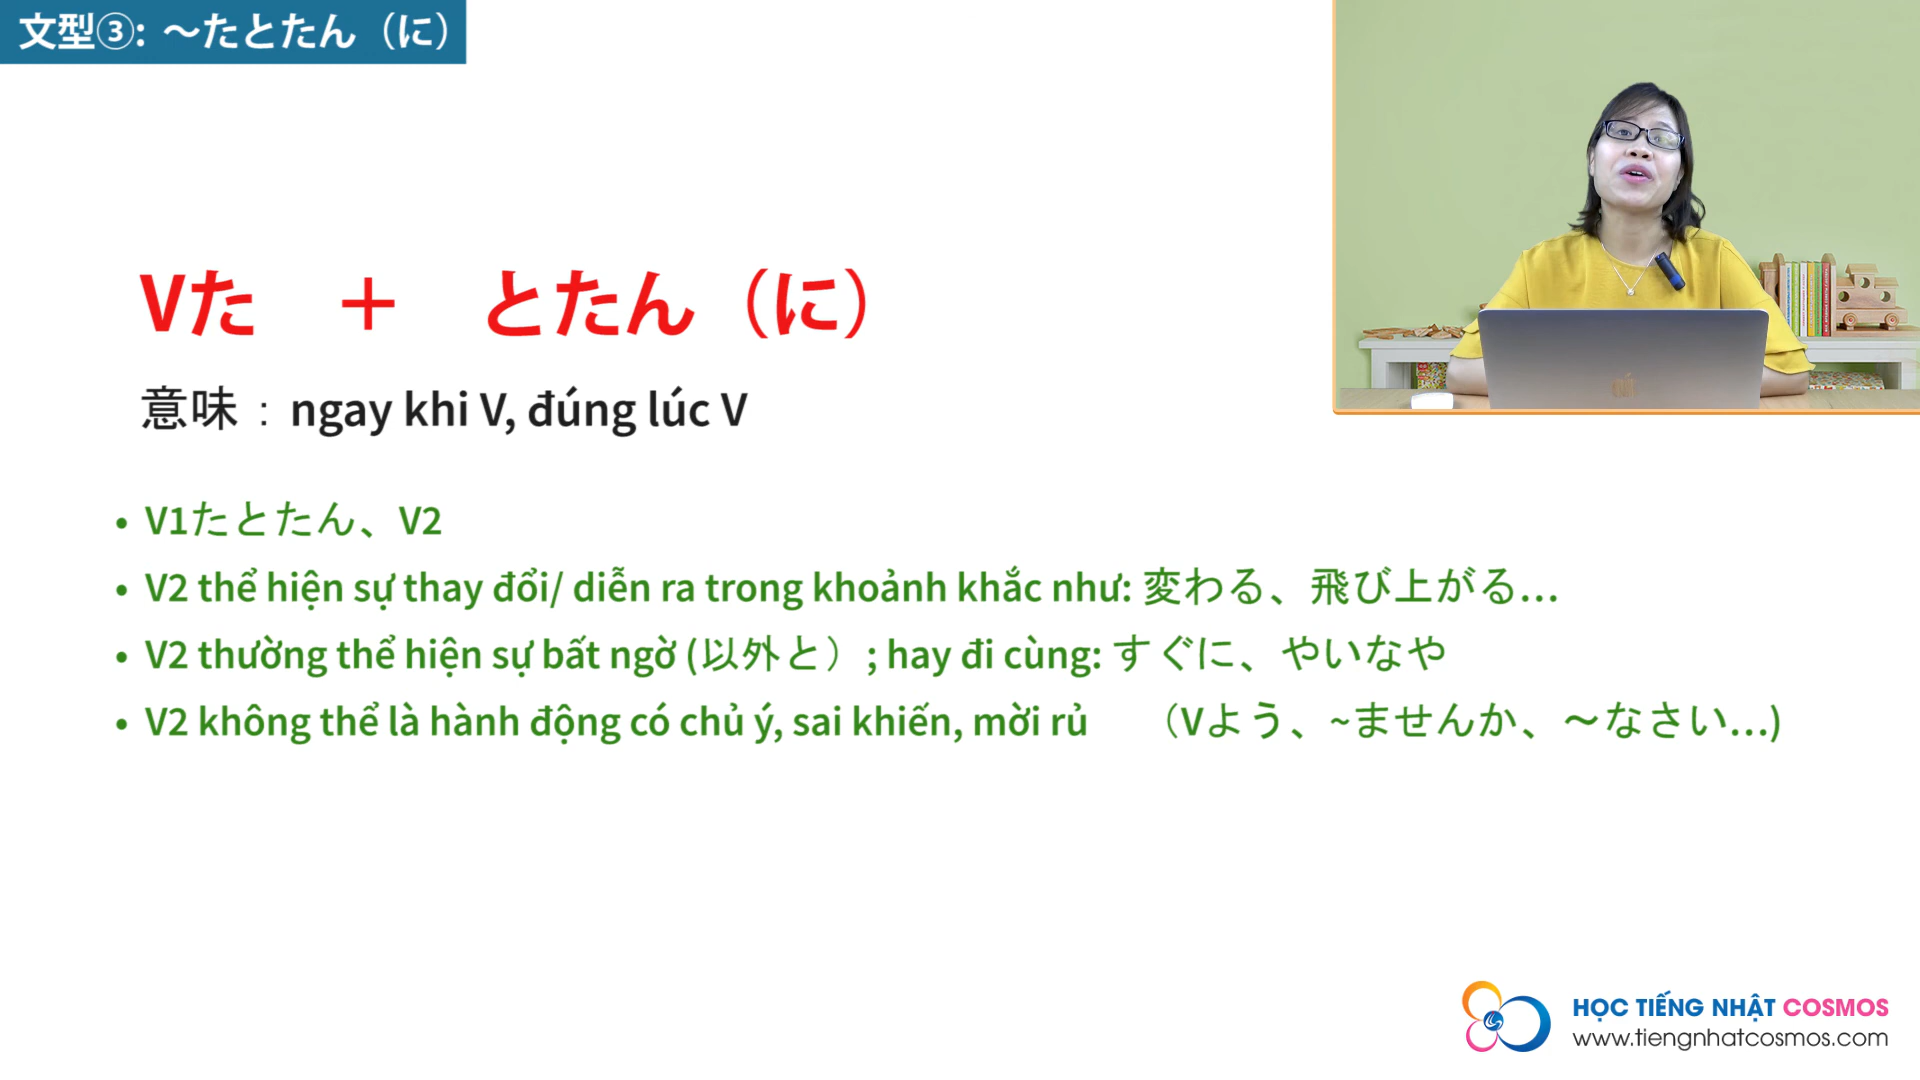 文型③: ～たとたん（に）
Vた　＋　とたん（に）
意味：ngay khi V, đúng lúc V
• V1たとたん、V2
• V2 thể hiện sự thay đổi/ diễn ra trong khoảnh khắc như: 変わる、飛び上がる...
• V2 thường thể hiện sự bất ngờ (以外と）; hay đi cùng: すぐに、やいなや
• V2 không thể là hành động có chủ ý, sai khiến, mời rủ （Vよう、~ませんか、～なさい...)
HỌC TIẾNG NHẬT COSMOS
www.tiengnhatcosmos.com